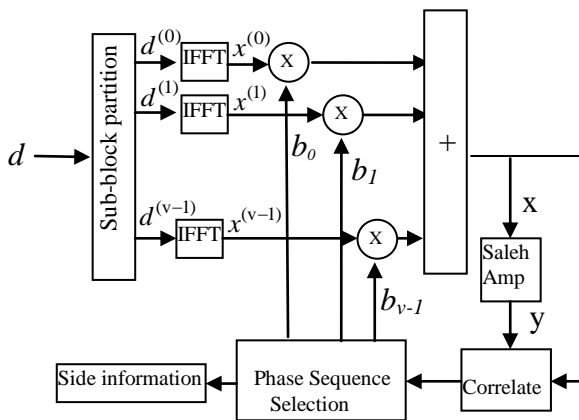 d^{(0)} IFFT x^{(0)} X
d^{(1)} IFFT x^{(1)} X
d
Sub-block partition
b_0
b_1
+
d^{(v−1)} IFFT x^{(v−1)} X
b_{v-1}
x
Saleh
Amp
y
Side information
Phase Sequence
Selection
Correlate